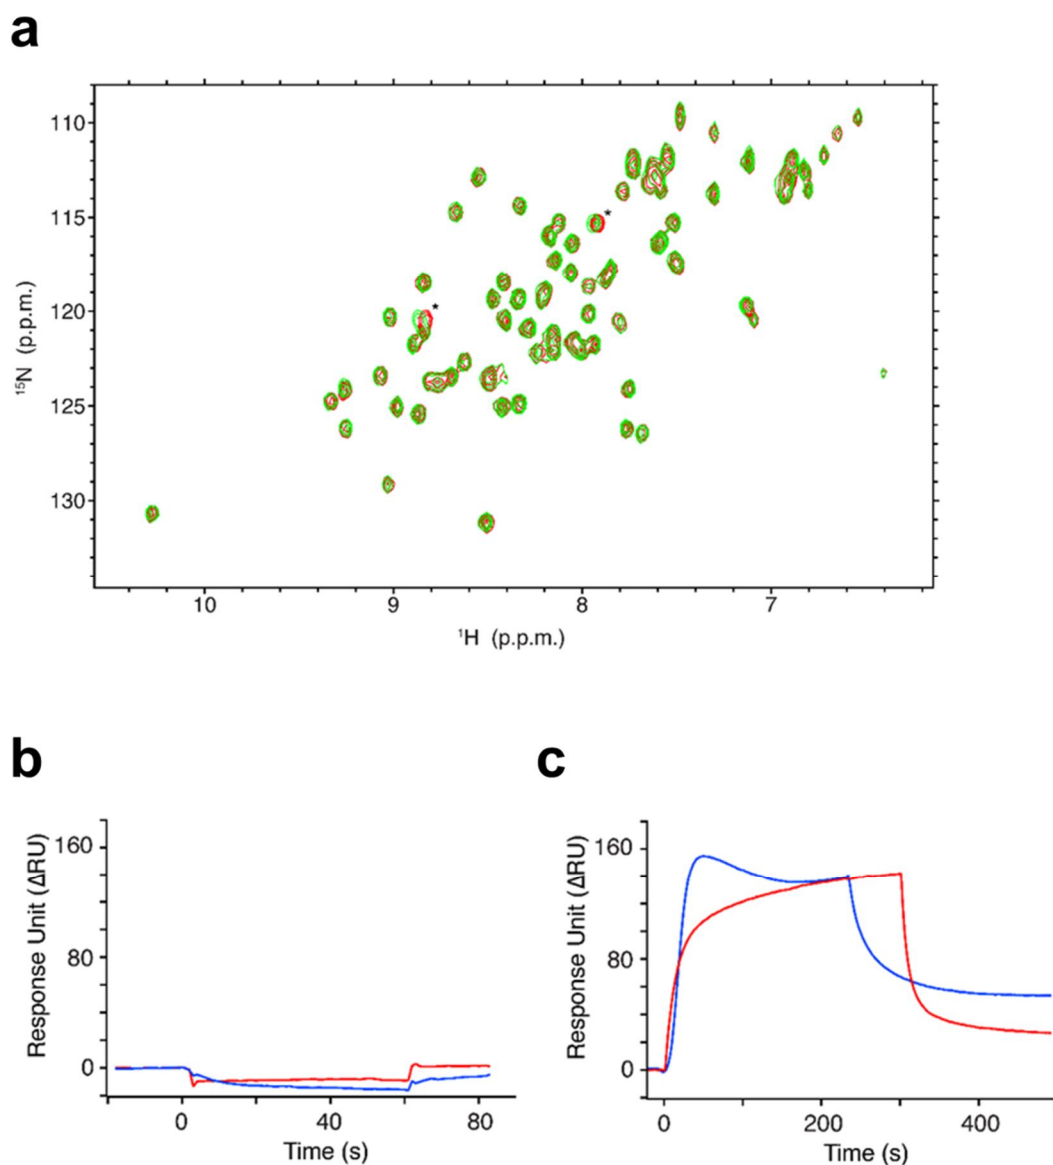 a
110
115
120
125
130
¹⁵N (p.p.m.)
*
*
10
9
8
7
¹H (p.p.m.)
b
Response Unit (ΔRU)
160
80
0
0
40
80
Time (s)
c
Response Unit (ΔRU)
160
80
0
0
200
400
Time (s)